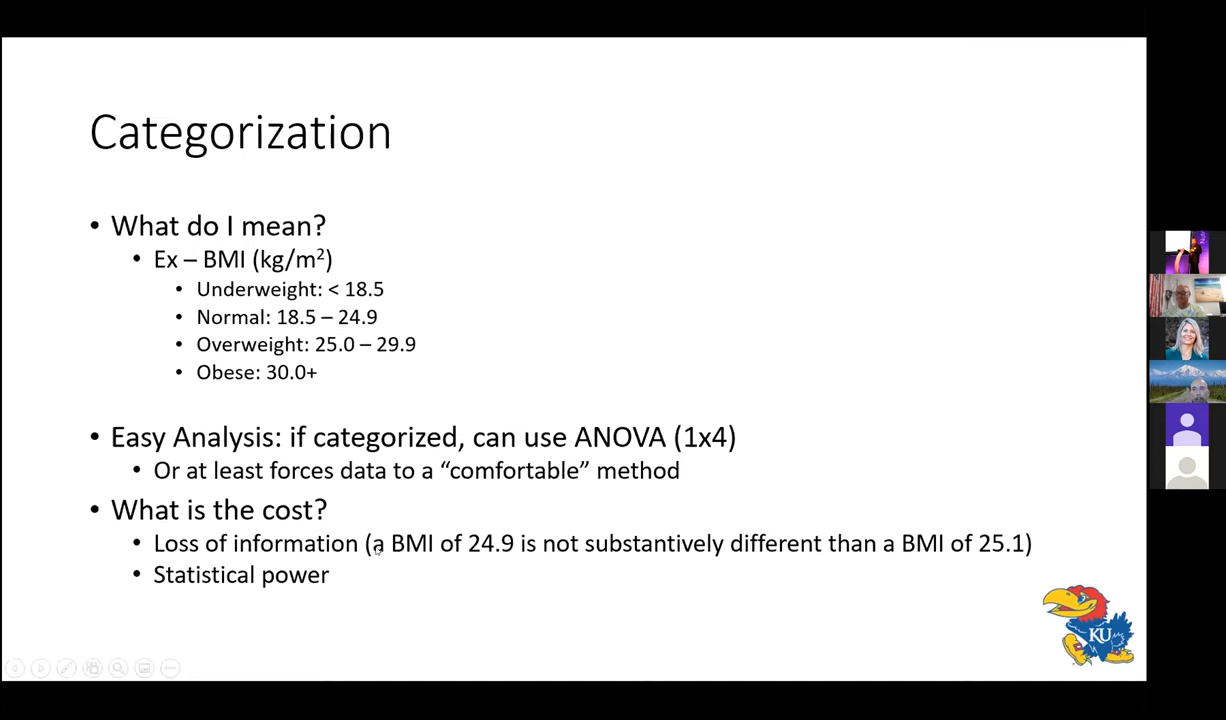 Categorization
• What do I mean?
• Ex – BMI (kg/m²)
• Underweight: < 18.5
• Normal: 18.5 – 24.9
• Overweight: 25.0 – 29.9
• Obese: 30.0+
• Easy Analysis: if categorized, can use ANOVA (1x4)
• Or at least forces data to a “comfortable” method
• What is the cost?
• Loss of information (a BMI of 24.9 is not substantively different than a BMI of 25.1)
• Statistical power
KU